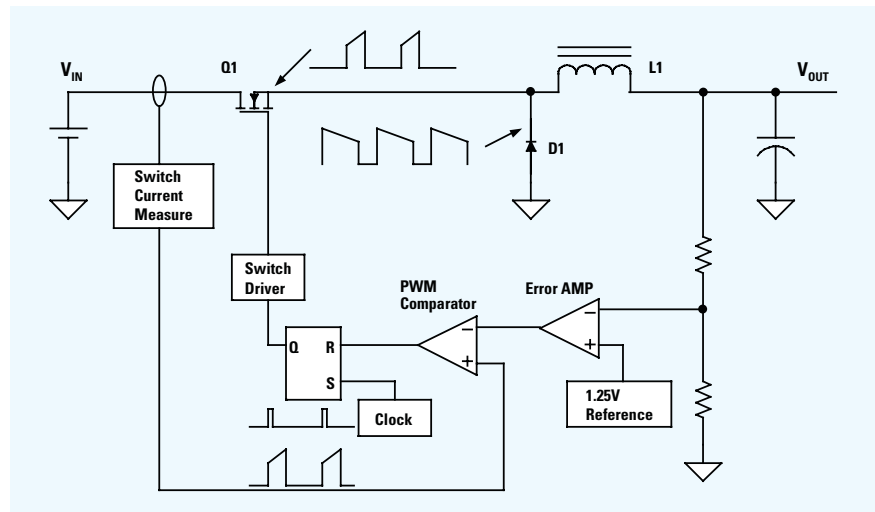 V_IN
Q1
L1
V_OUT
D1
Switch
Current
Measure
Switch
Driver
PWM
Comparator
Error AMP
−
+
−
+
Q
R
S
1.25V
Reference
Clock